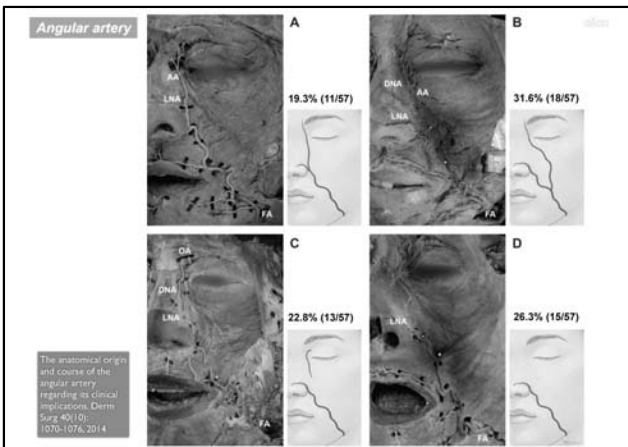 Angular artery
A
AA
LNA
FA
19.3% (11/57)
B
DNA
AA
LNA
FA
31.6% (18/57)
C
OA
DNA
LNA
FA
22.8% (13/57)
D
LNA
FA
26.3% (15/57)
The anatomical origin
and course of the
angular artery
regarding its clinical
implications. Derm
Surg 40(10):
1070-1076, 2014